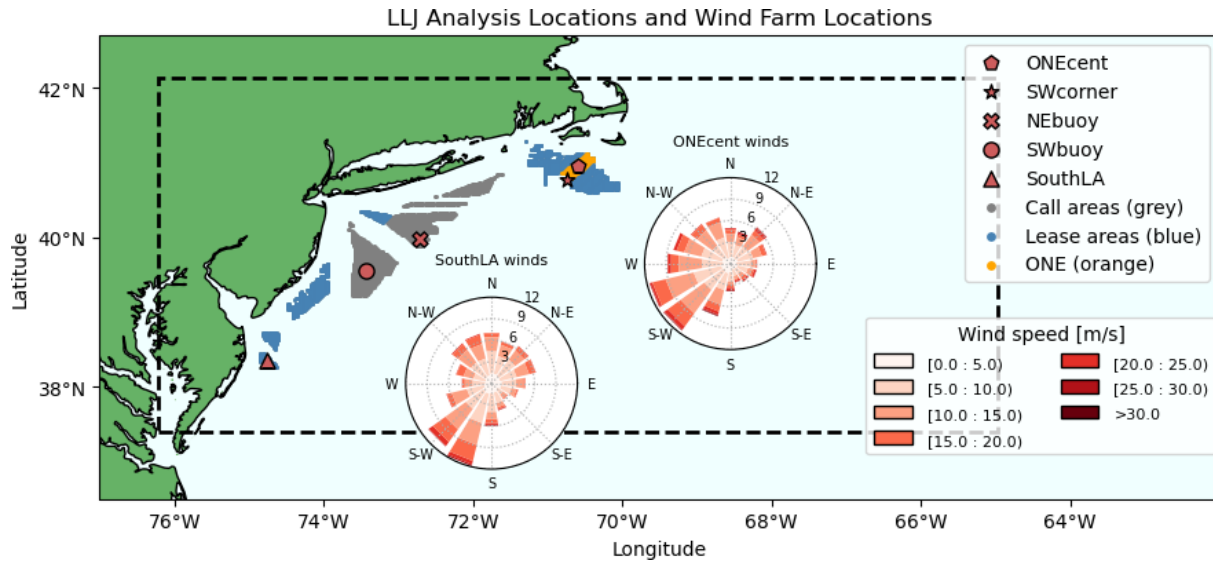 LLJ Analysis Locations and Wind Farm Locations
42°N
40°N
38°N
Latitude
76°W
74°W
72°W
70°W
68°W
66°W
64°W
Longitude
ONEcent
SWcorner
NEbuoy
SWbuoy
SouthLA
Call areas (grey)
Lease areas (blue)
ONE (orange)
ONEcent winds
N
N-E
E
S-E
S
S-W
W
N-W
3
6
9
12
SouthLA winds
N
N-E
E
S-E
S
S-W
W
N-W
3
6
9
12
Wind speed [m/s]
[0.0 : 5.0)
[5.0 : 10.0)
[10.0 : 15.0)
[15.0 : 20.0)
[20.0 : 25.0)
[25.0 : 30.0)
>30.0